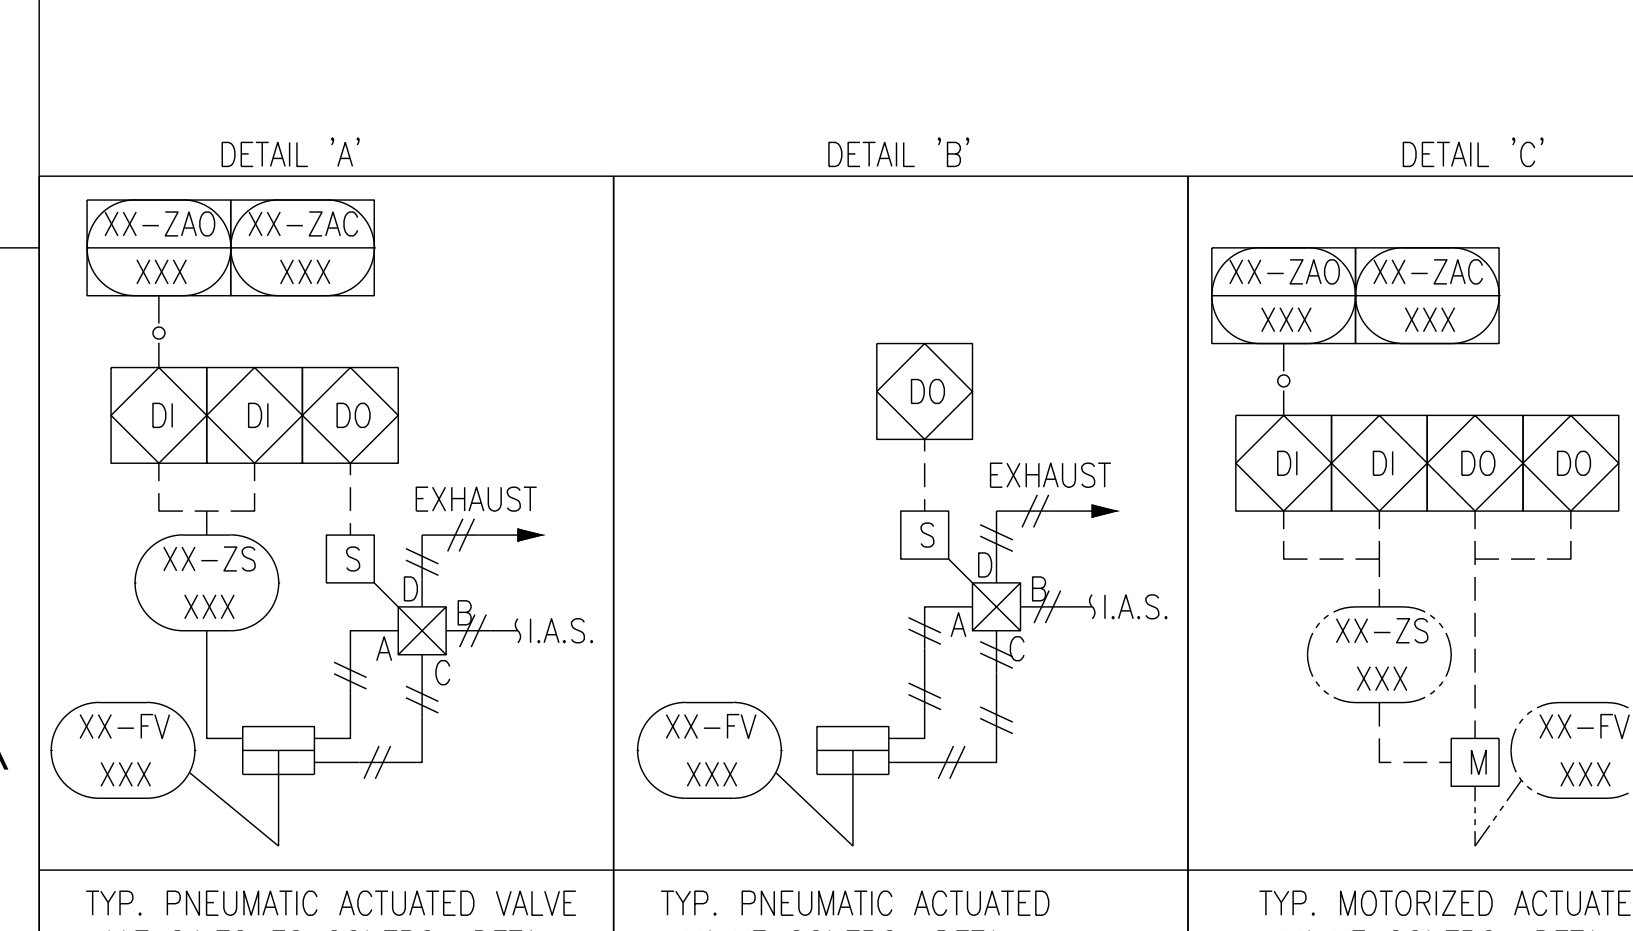 DETAIL 'A'
DETAIL 'B'
DETAIL 'C'
XX-ZAO
XXX
XX-ZAC
XXX
DI
DI
DO
EXHAUST
XX-ZS
XXX
S
D
B
I.A.S.
A
C
XX-FV
XXX
TYP. PNEUMATIC ACTUATED VALVE
DO
EXHAUST
S
D
B
I.A.S.
A
C
XX-FV
XXX
TYP. PNEUMATIC ACTUATED
XX-ZAO
XXX
XX-ZAC
XXX
DI
DI
DO
DO
XX-ZS
XXX
M
XX-FV
XXX
TYP. MOTORIZED ACTUATE